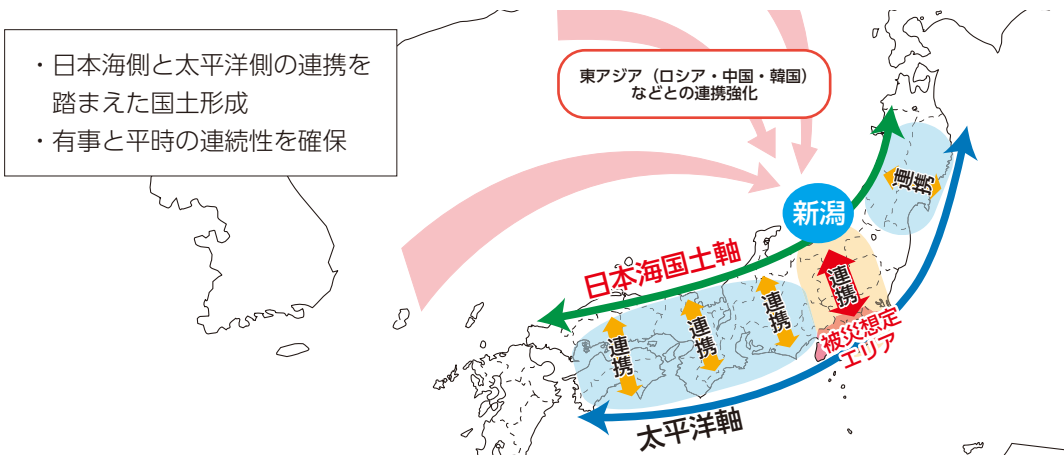 ・日本海側と太平洋側の連携を
踏まえた国土形成
・有事と平時の連続性を確保
東アジア（ロシア・中国・韓国）
などとの連携強化
連携
新潟
日本海国土軸
連携
連携
連携
連携
被災想定
エリア
太平洋軸